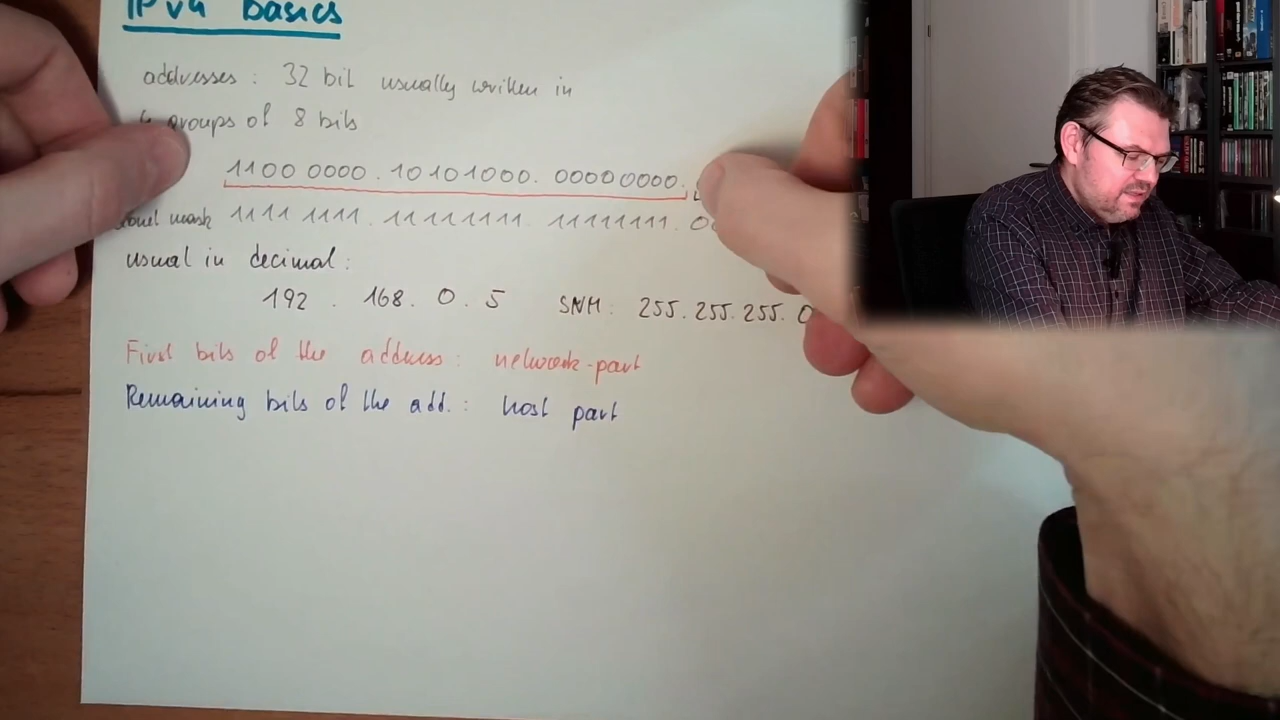 IPv4 basics
addresses: 32 bit usually written in
groups of 8 bits
1100 0000 . 10101000. 00000000.
mask 1111 1111 . 11111111. 11111111. 0
usual in decimal:
192 . 168. 0. 5 SNM: 255.255.255. 0
First bits of the address: network-part
Remaining bits of the add.: host part